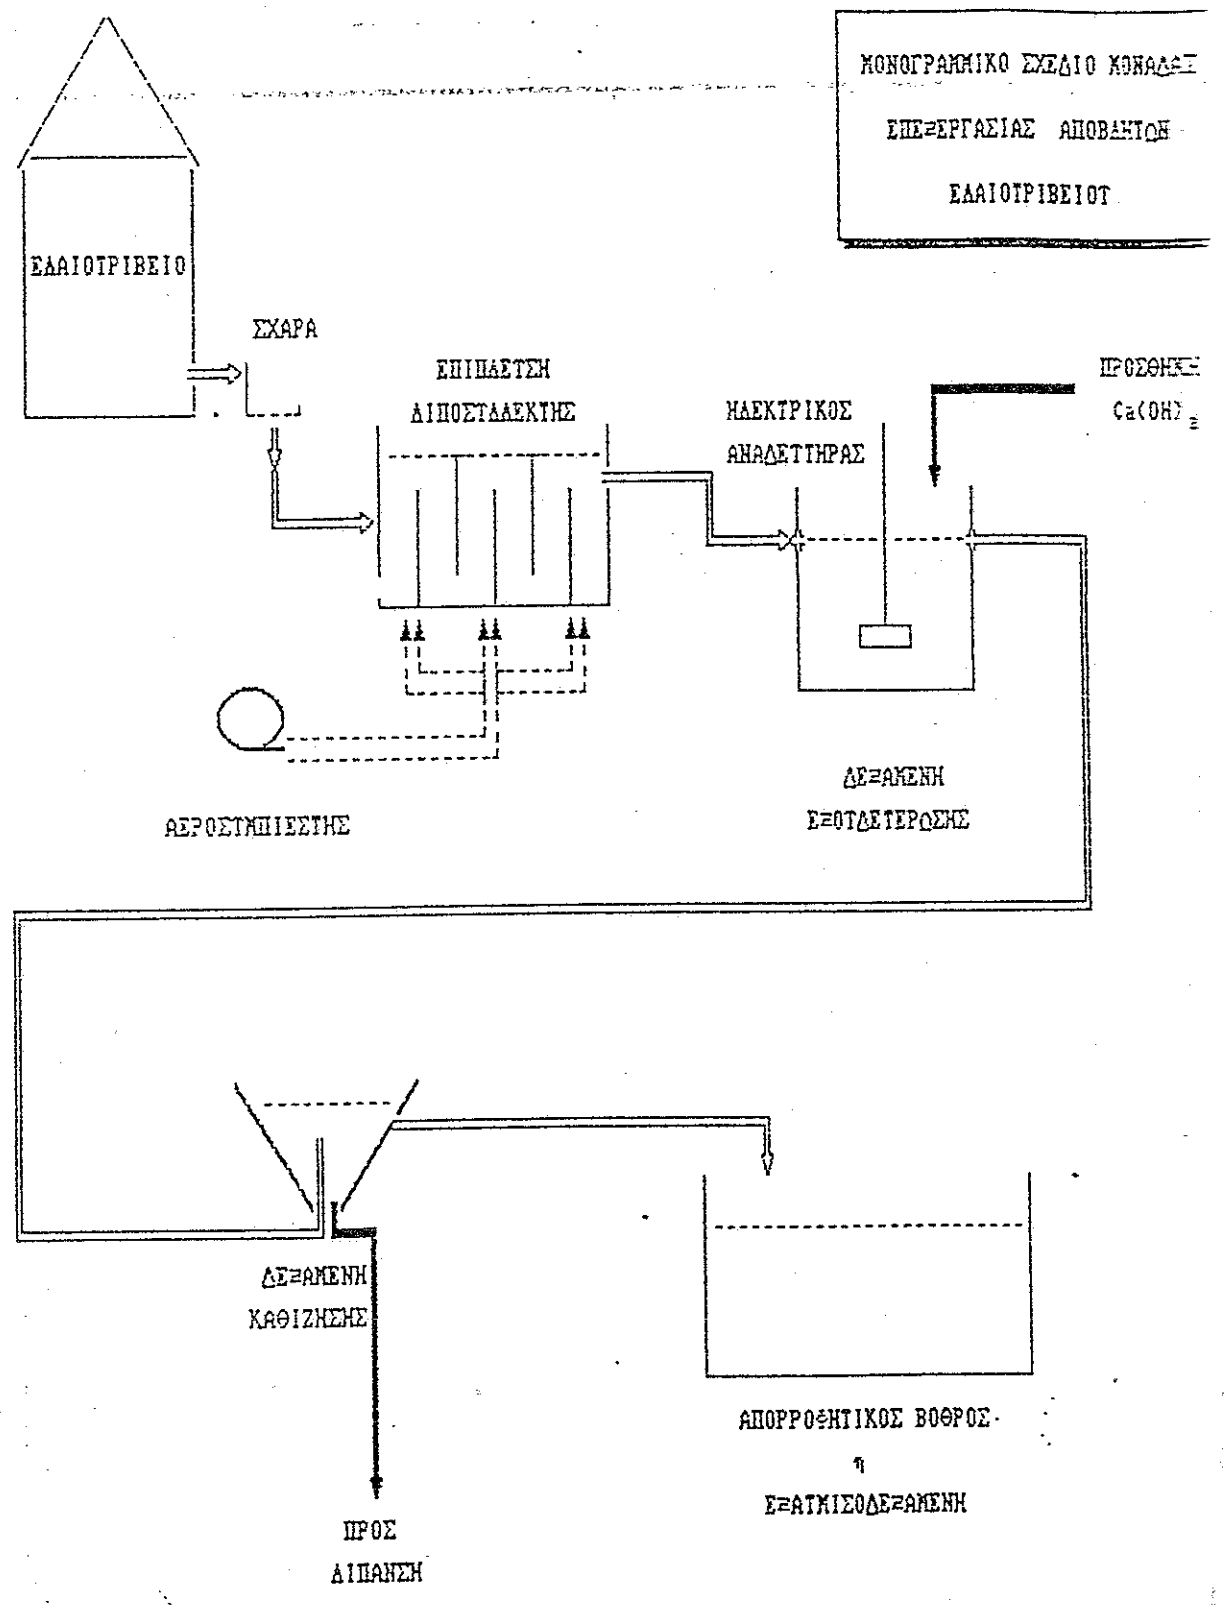 ΜΟΝΟΓΡΑΜΜΙΚΟ ΣΧΕΔΙΟ ΜΟΝΑΔΑΣ
ΕΠΕΞΕΡΓΑΣΙΑΣ ΑΠΟΒΛΗΤΩΝ
ΕΛΑΙΟΤΡΙΒΕΙΟΥ
ΕΛΑΙΟΤΡΙΒΕΙΟ
ΣΧΑΡΑ
ΕΠΙΠΛΕΥΣΗ
ΛΙΠΟΣΥΛΛΕΚΤΗΣ
ΗΛΕΚΤΡΙΚΟΣ
ΑΝΑΔΕΥΤΗΡΑΣ
ΠΡΟΣΘΗΚΗ
Ca(OH)2
ΑΕΡΟΣΥΜΠΙΕΣΤΗΣ
ΔΕΞΑΜΕΝΗ
ΕΞΟΥΔΕΤΕΡΩΣΗΣ
ΔΕΞΑΜΕΝΗ
ΚΑΘΙΖΗΣΗΣ
ΑΠΟΡΡΟΦΗΤΙΚΟΣ ΒΟΘΡΟΣ
η
ΕΞΑΤΜΙΣΟΔΕΞΑΜΕΝΗ
ΠΡΟΣ
ΛΙΠΑΝΣΗ